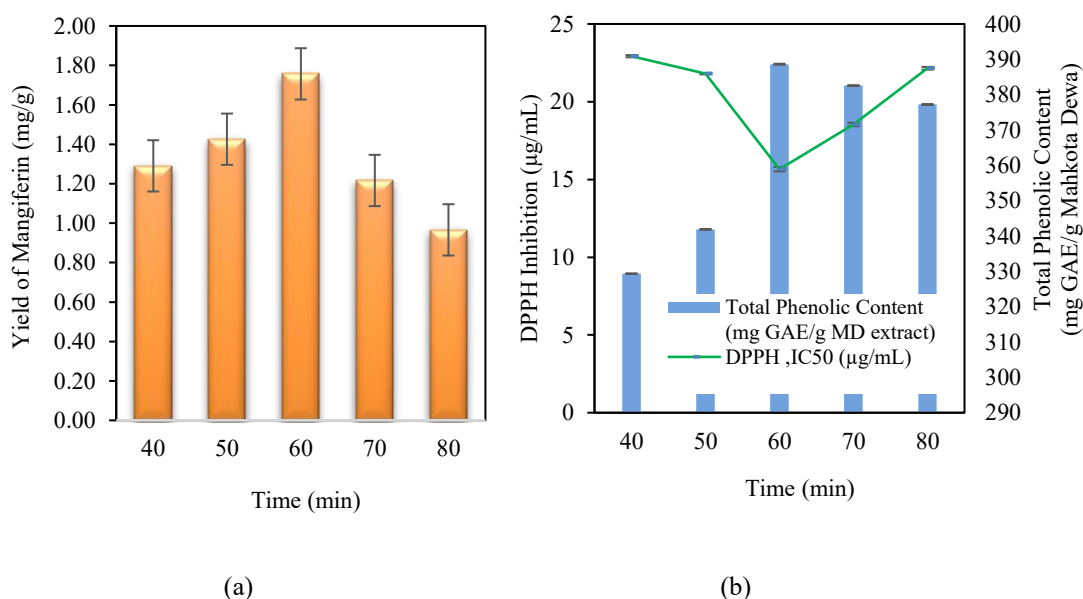 Yield of Mangiferin (mg/g)
2.00
1.80
1.60
1.40
1.20
1.00
0.80
0.60
0.40
0.20
0.00
40 50 60 70 80
Time (min)
(a)
DPPH Inhibition (µg/mL)
25
20
15
10
5
0
Total Phenolic Content
(mg GAE/g MD extract)
DPPH ,IC50 (µg/mL)
40 50 60 70 80
Time (min)
400
390
380
370
360
350
340
330
320
310
300
290
Total Phenolic Content
(mg GAE/g Mahkota Dewa
(b)